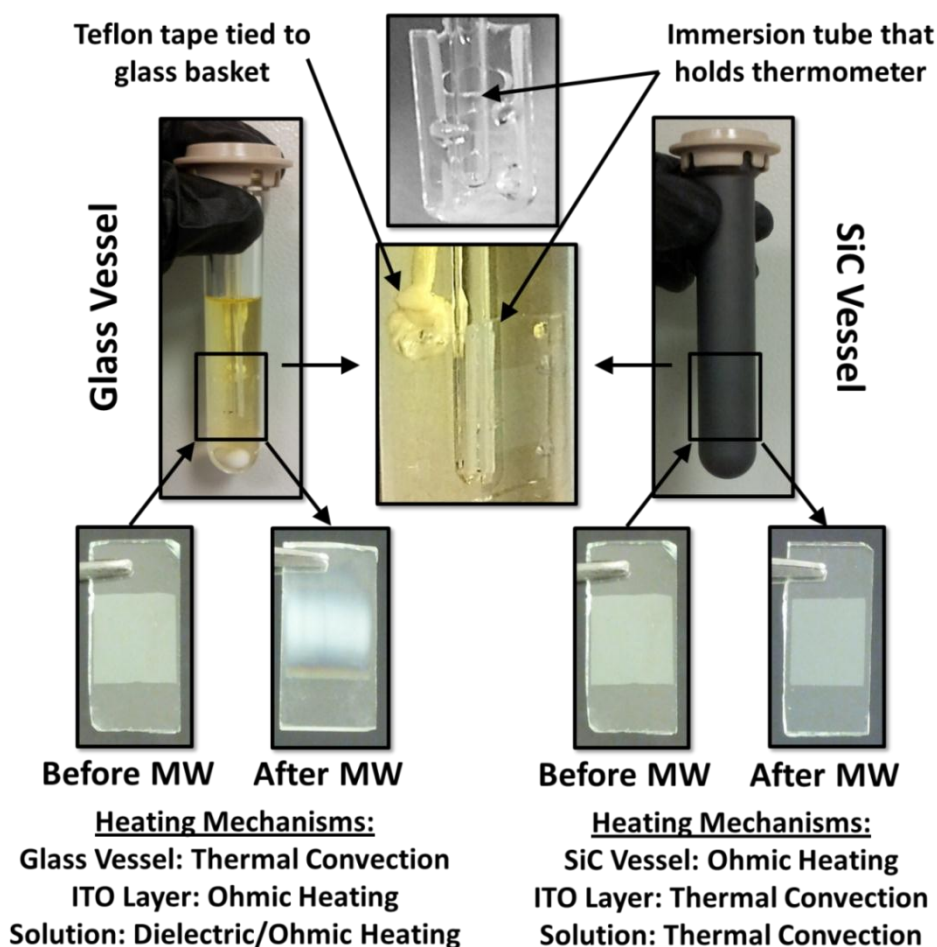 Teflon tape tied to
glass basket
Immersion tube that
holds thermometer
Glass Vessel
SiC Vessel
Before MW
After MW
Before MW
After MW
Heating Mechanisms:
Glass Vessel: Thermal Convection
ITO Layer: Ohmic Heating
Solution: Dielectric/Ohmic Heating
Heating Mechanisms:
SiC Vessel: Ohmic Heating
ITO Layer: Thermal Convection
Solution: Thermal Convection